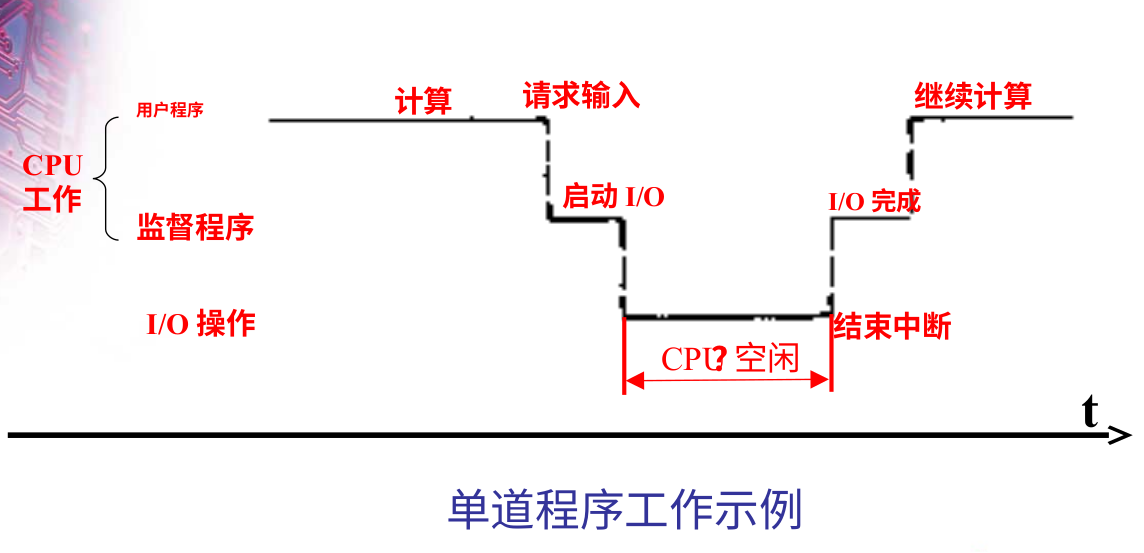 计算
请求输入
继续计算
用户程序
CPU
工作
启动 I/O
I/O 完成
监督程序
I/O 操作
结束中断
CPU? 空闲
t
单道程序工作示例